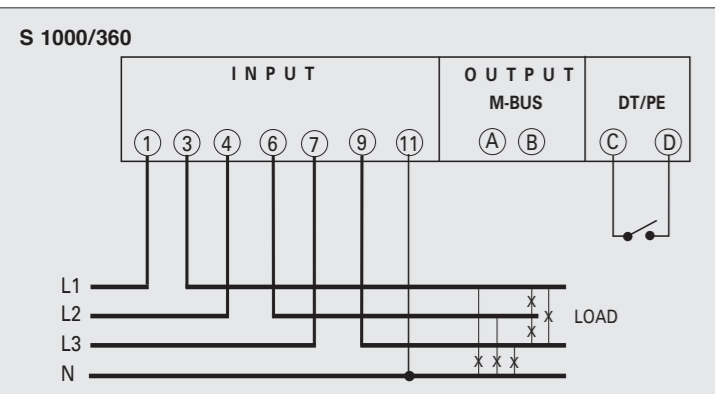 S 1000/360
INPUT
OUTPUT
M-BUS
DT/PE
1 3 4 6 7 9 11 A B C D
L1
L2
L3
N
LOAD
X
X
X
X X X